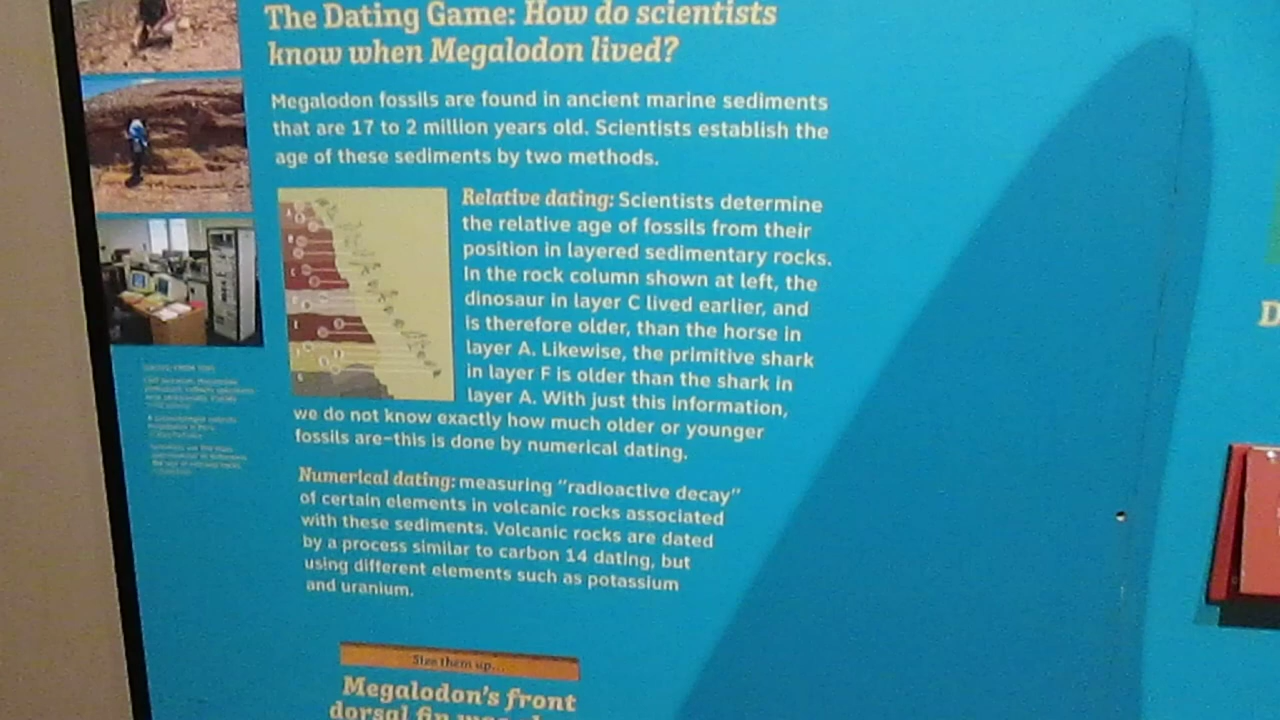 The Dating Game: How do scientists
know when Megalodon lived?
Megalodon fossils are found in ancient marine sediments
that are 17 to 2 million years old. Scientists establish the
age of these sediments by two methods.
Relative dating: Scientists determine
the relative age of fossils from their
position in layered sedimentary rocks.
In the rock column shown at left, the
dinosaur in layer C lived earlier, and
is therefore older, than the horse in
layer A. Likewise, the primitive shark
in layer F is older than the shark in
layer A. With just this information,
we do not know exactly how much older or younger
fossils are–this is done by numerical dating.
Numerical dating: measuring "radioactive decay"
of certain elements in volcanic rocks associated
with these sediments. Volcanic rocks are dated
by a process similar to carbon 14 dating, but
using different elements such as potassium
and uranium.
Size them up...
Megalodon's front
dorsal fin
D